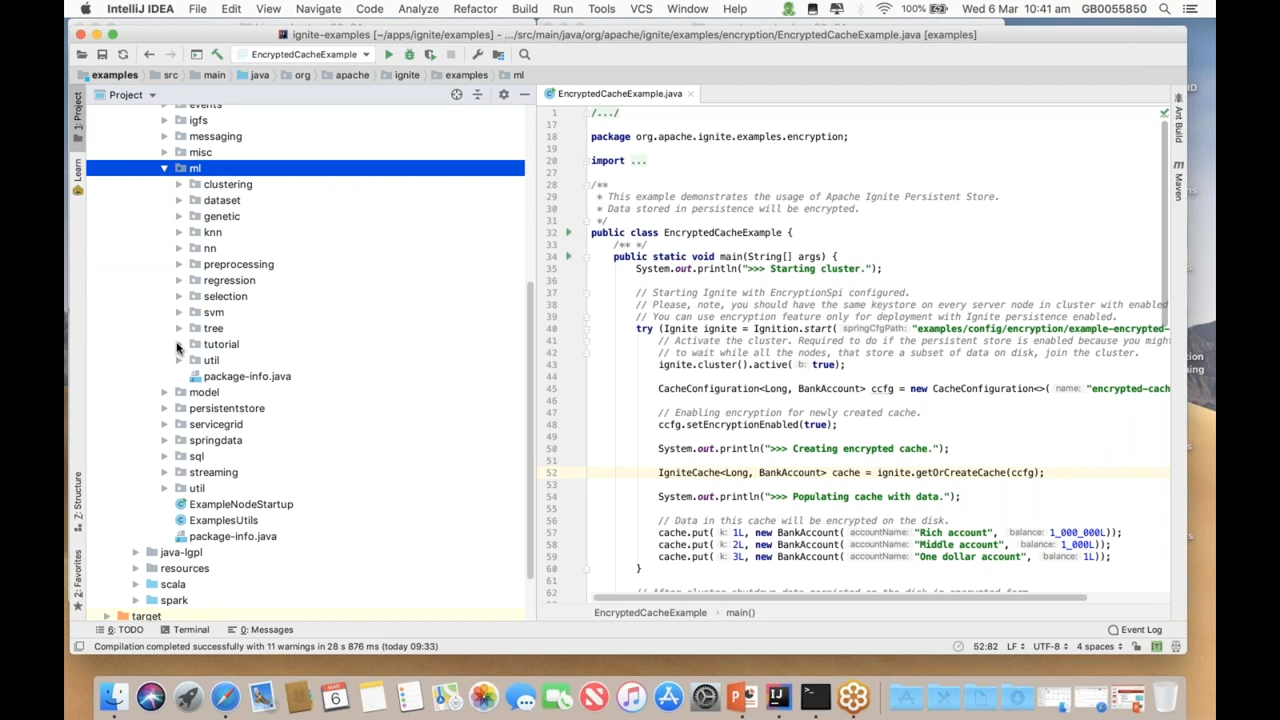 IntelliJ IDEA File Edit View Navigate Code Analyze Refactor Build Run Tools VCS Window Help 100% Wed 6 Mar 10:41 am GB0055850
ignite-examples [~/apps/ignite/examples] - .../src/main/java/org/apache/ignite/examples/encryption/EncryptedCacheExample.java [examples]
EncryptedCacheExample
examples src main java org apache ignite examples ml
Project
EncryptedCacheExample.java
1: Project
Learn
7: Structure
2: Favorites
events
igfs
messaging
misc
ml
clustering
dataset
genetic
knn
nn
preprocessing
regression
selection
svm
tree
tutorial
util
package-info.java
model
persistentstore
servicegrid
springdata
sql
streaming
util
ExampleNodeStartup
ExamplesUtils
package-info.java
java-lgpl
resources
scala
spark
target
1 /.../
17
18 package org.apache.ignite.examples.encryption;
19
20 import ...
27
28 /**
29 * This example demonstrates the usage of Apache Ignite Persistent Store.
30 * Data stored in persistence will be encrypted.
31 */
32 public class EncryptedCacheExample {
33 /** */
34 public static void main(String[] args) {
35 System.out.println(">>> Starting cluster.");
36
37 // Starting Ignite with EncryptionSpi configured.
38 // Please, note, you should have the same keystore on every server node in cluster with enabled
39 // You can use encryption feature only for deployment with Ignite persistence enabled.
40 try (Ignite ignite = Ignition.start( springCfgPath: "examples/config/encryption/example-encrypted-
41 // Activate the cluster. Required to do if the persistent store is enabled because you migh
42 // to wait while all the nodes, that store a subset of data on disk, join the cluster.
43 ignite.cluster().active( b: true);
44
45 CacheConfiguration<Long, BankAccount> ccfg = new CacheConfiguration<>( name: "encrypted-cach
46
47 // Enabling encryption for newly created cache.
48 ccfg.setEncryptionEnabled(true);
49
50 System.out.println(">>> Creating encrypted cache.");
51
52 IgniteCache<Long, BankAccount> cache = ignite.getOrCreateCache(ccfg);
53
54 System.out.println(">>> Populating cache with data.");
55
56 // Data in this cache will be encrypted on the disk.
57 cache.put( k: 1L, new BankAccount( accountName: "Rich account", balance: 1_000_000L));
58 cache.put( k: 2L, new BankAccount( accountName: "Middle account", balance: 1_000L));
59 cache.put( k: 3L, new BankAccount( accountName: "One dollar account", balance: 1L));
60 }
61
62
EncryptedCacheExample main()
Ant Build
Maven
6: TODO Terminal 0: Messages Event Log
Compilation completed successfully with 11 warnings in 28 s 876 ms (today 09:33) 52:82 LF UTF-8 4 spaces
MAR
6